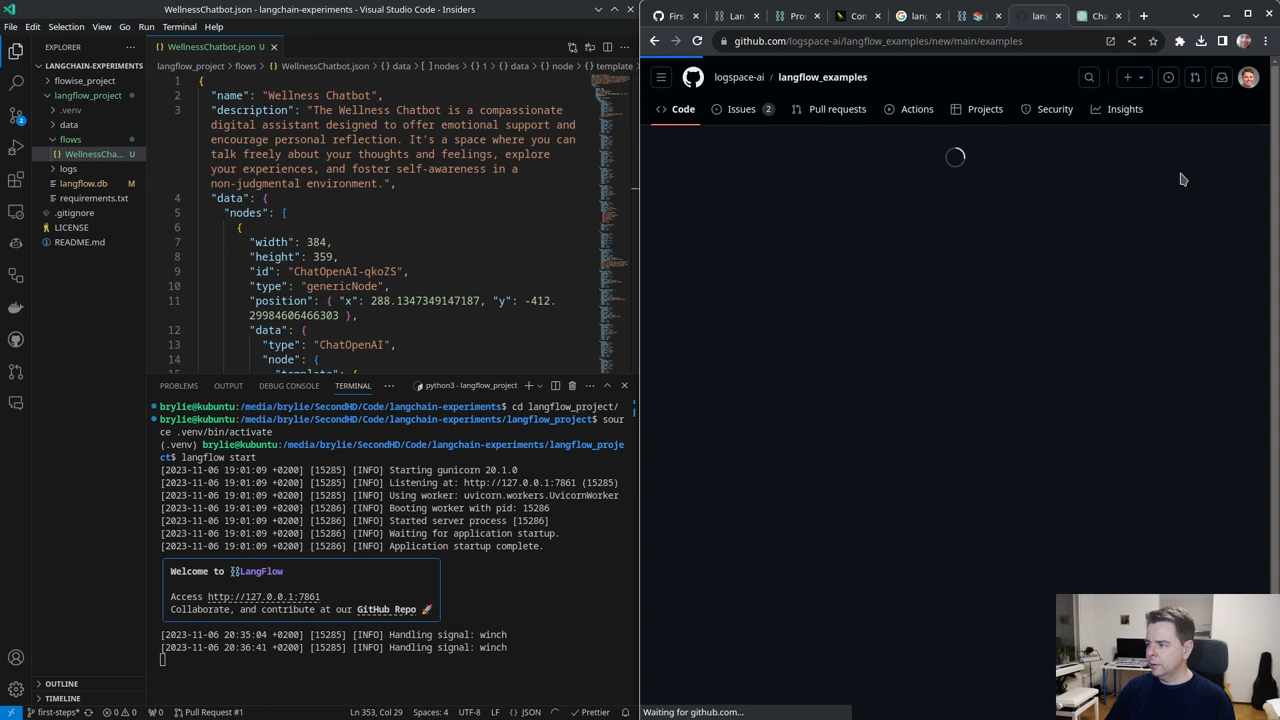 WellnessChatbot.json - langchain-experiments - Visual Studio Code - Insiders
File Edit Selection View Go Run Terminal
EXPLORER
LANGCHAIN-EXPERIMENTS
flowise_project
langflow_project
.venv
data
flows
WellnessCha... U
logs
langflow.db M
requirements.txt
.gitignore
LICENSE
README.md
OUTLINE
TIMELINE
2
WellnessChatbot.json U
langflow_project > flows > WellnessChatbot.json > data > nodes > 1 > data > node > template
1 {
2 "name": "Wellness Chatbot",
3 "description": "The Wellness Chatbot is a compassionate
digital assistant designed to offer emotional support and
encourage personal reflection. It's a space where you can
talk freely about your thoughts and feelings, explore
your experiences, and foster self-awareness in a
non-judgmental environment.",
4 "data": {
5 "nodes": [
6 {
7 "width": 384,
8 "height": 359,
9 "id": "ChatOpenAI-qkoZS",
10 "type": "genericNode",
11 "position": { "x": 288.1347349147187, "y": -412.
29984606466303 },
12 "data": {
13 "type": "ChatOpenAI",
14 "node": {
15 "template": {
PROBLEMS OUTPUT DEBUG CONSOLE TERMINAL python3 - langflow_project
brylie@kubuntu:/media/brylie/SecondHD/Code/langchain-experiments$ cd langflow_project/
brylie@kubuntu:/media/brylie/SecondHD/Code/langchain-experiments/langflow_project$ sour
ce .venv/bin/activate
(.venv) brylie@kubuntu:/media/brylie/SecondHD/Code/langchain-experiments/langflow_proje
ct$ langflow start
[2023-11-06 19:01:09 +0200] [15285] [INFO] Starting gunicorn 20.1.0
[2023-11-06 19:01:09 +0200] [15285] [INFO] Listening at: http://127.0.0.1:7861 (15285)
[2023-11-06 19:01:09 +0200] [15285] [INFO] Using worker: uvicorn.workers.UvicornWorker
[2023-11-06 19:01:09 +0200] [15286] [INFO] Booting worker with pid: 15286
[2023-11-06 19:01:09 +0200] [15286] [INFO] Started server process [15286]
[2023-11-06 19:01:09 +0200] [15286] [INFO] Waiting for application startup.
[2023-11-06 19:01:09 +0200] [15286] [INFO] Application startup complete.
Welcome to ⛓LangFlow
Access http://127.0.0.1:7861
Collaborate, and contribute at our GitHub Repo 🚀
[2023-11-06 20:35:04 +0200] [15285] [INFO] Handling signal: winch
[2023-11-06 20:36:41 +0200] [15285] [INFO] Handling signal: winch
first-steps* 0 0 0 Pull Request #1 Ln 353, Col 29 Spaces: 4 UTF-8 LF {} JSON Prettier
Firs Lan Pro Con lang lang Cha
github.com/logspace-ai/langflow_examples/new/main/examples
logspace-ai / langflow_examples
Code Issues 2 Pull requests Actions Projects Security Insights
Waiting for github.com...